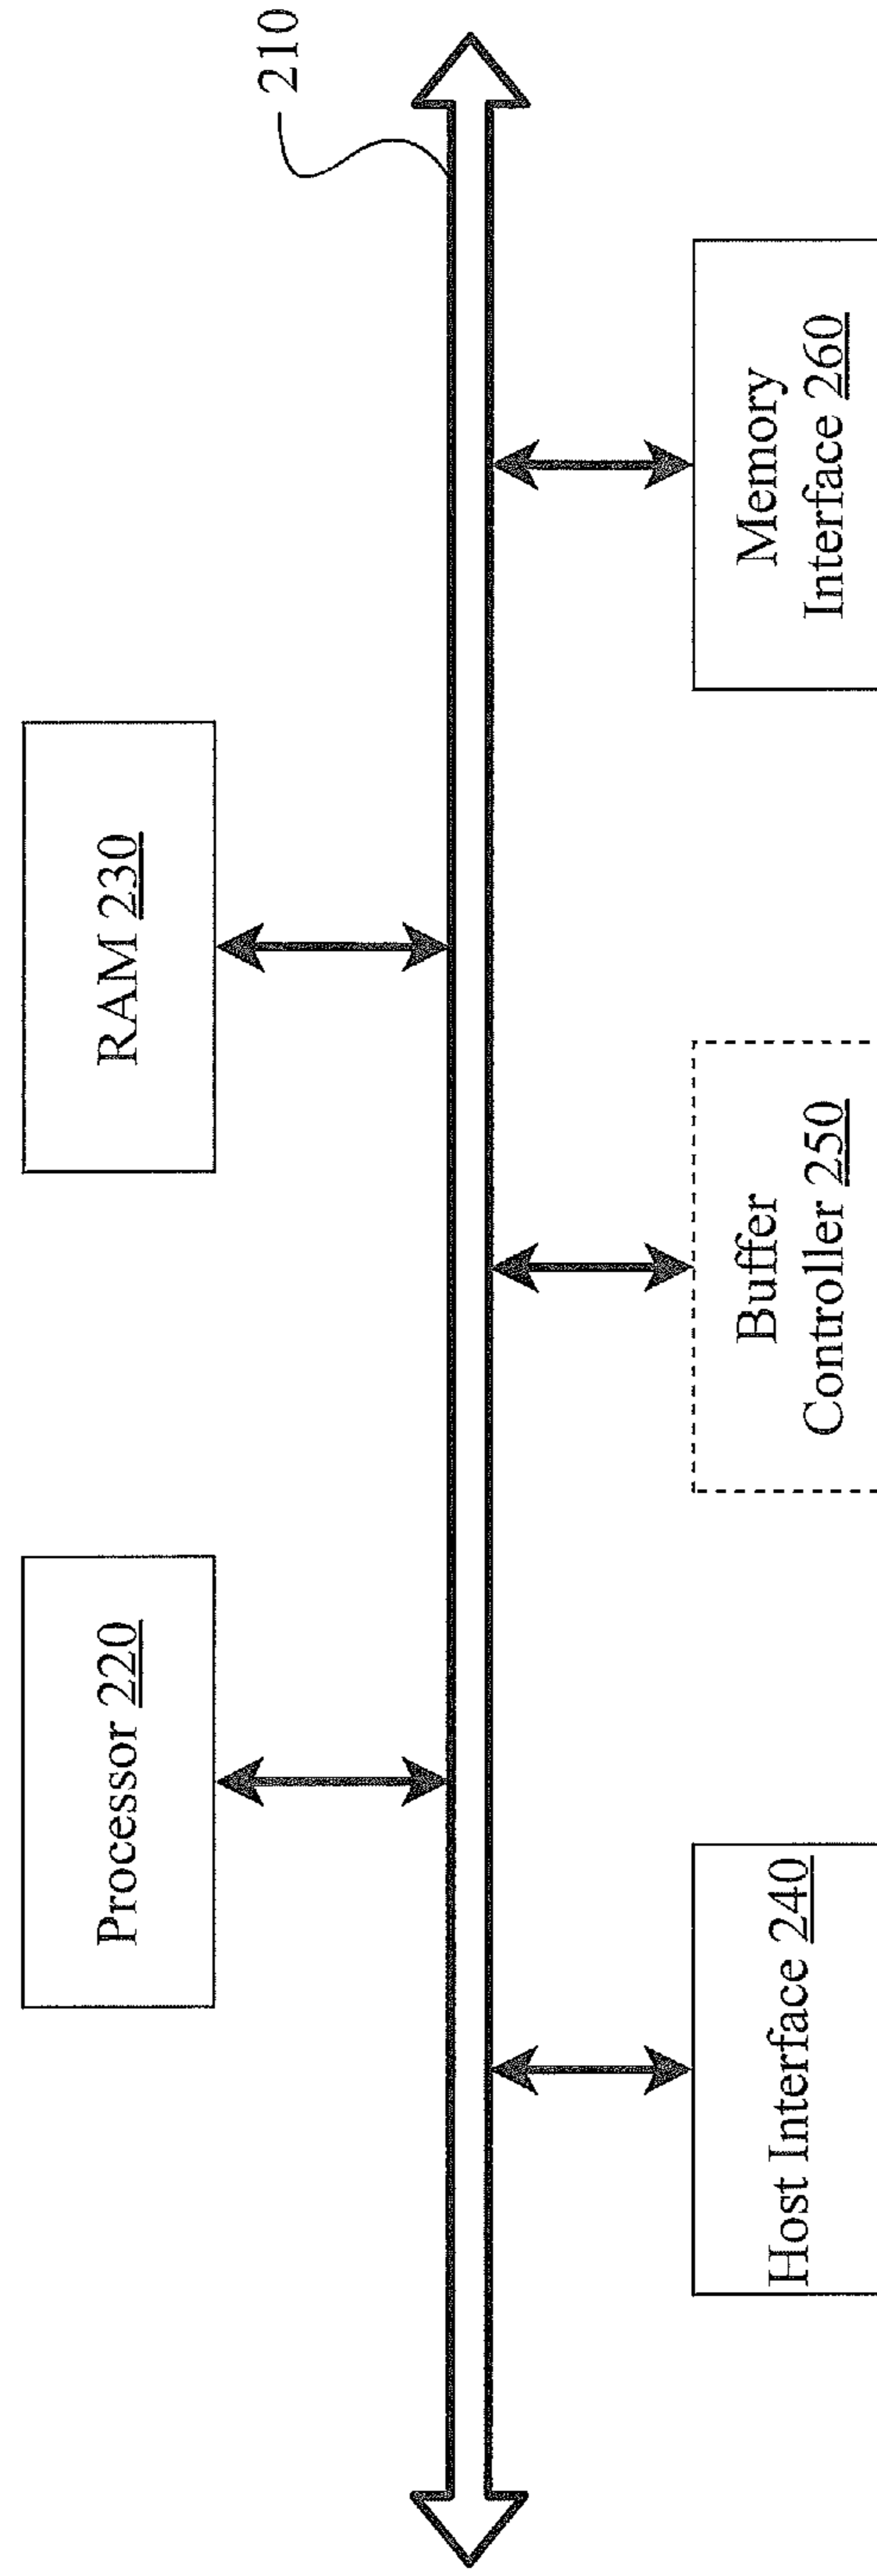 210
Processor 220
RAM 230
Host Interface 240
Buffer
Controller 250
Memory
Interface 260